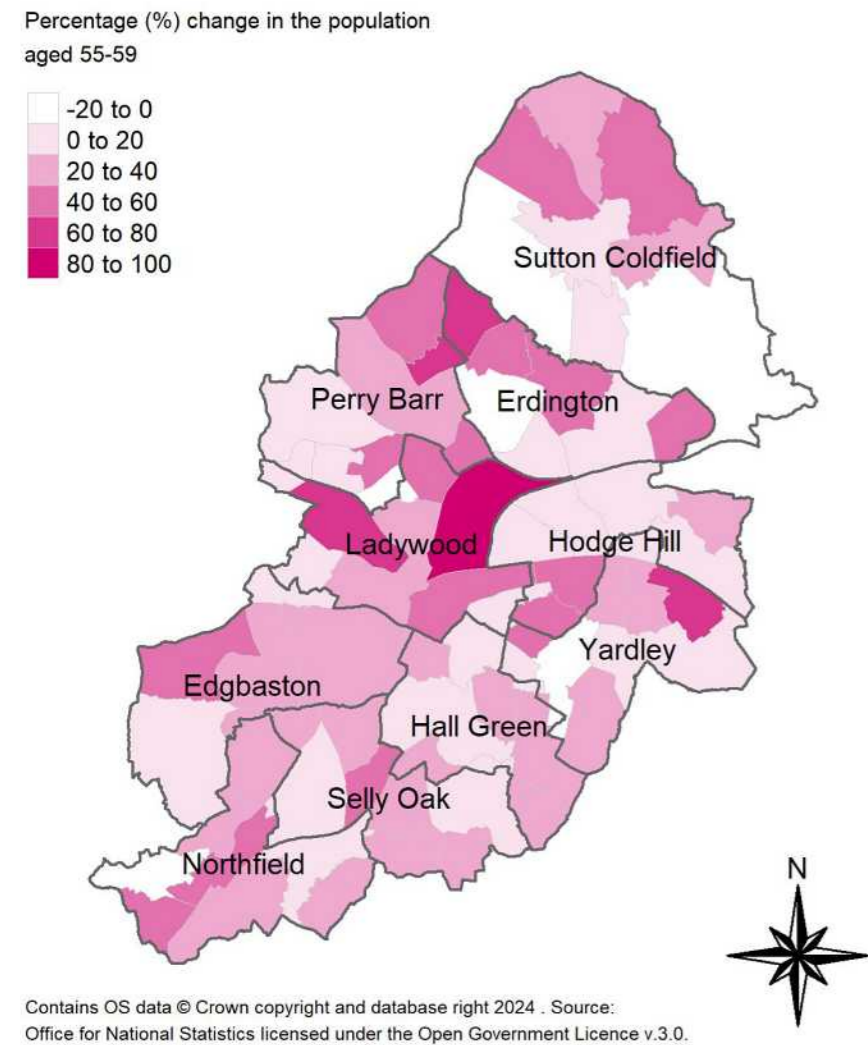 Percentage (%) change in the population
aged 55-59
-20 to 0
0 to 20
20 to 40
40 to 60
60 to 80
80 to 100
Sutton Coldfield
Perry Barr
Erdington
Ladywood
Hodge Hill
Yardley
Edgbaston
Hall Green
Selly Oak
Northfield
N
Contains OS data © Crown copyright and database right 2024 . Source:
Office for National Statistics licensed under the Open Government Licence v.3.0.